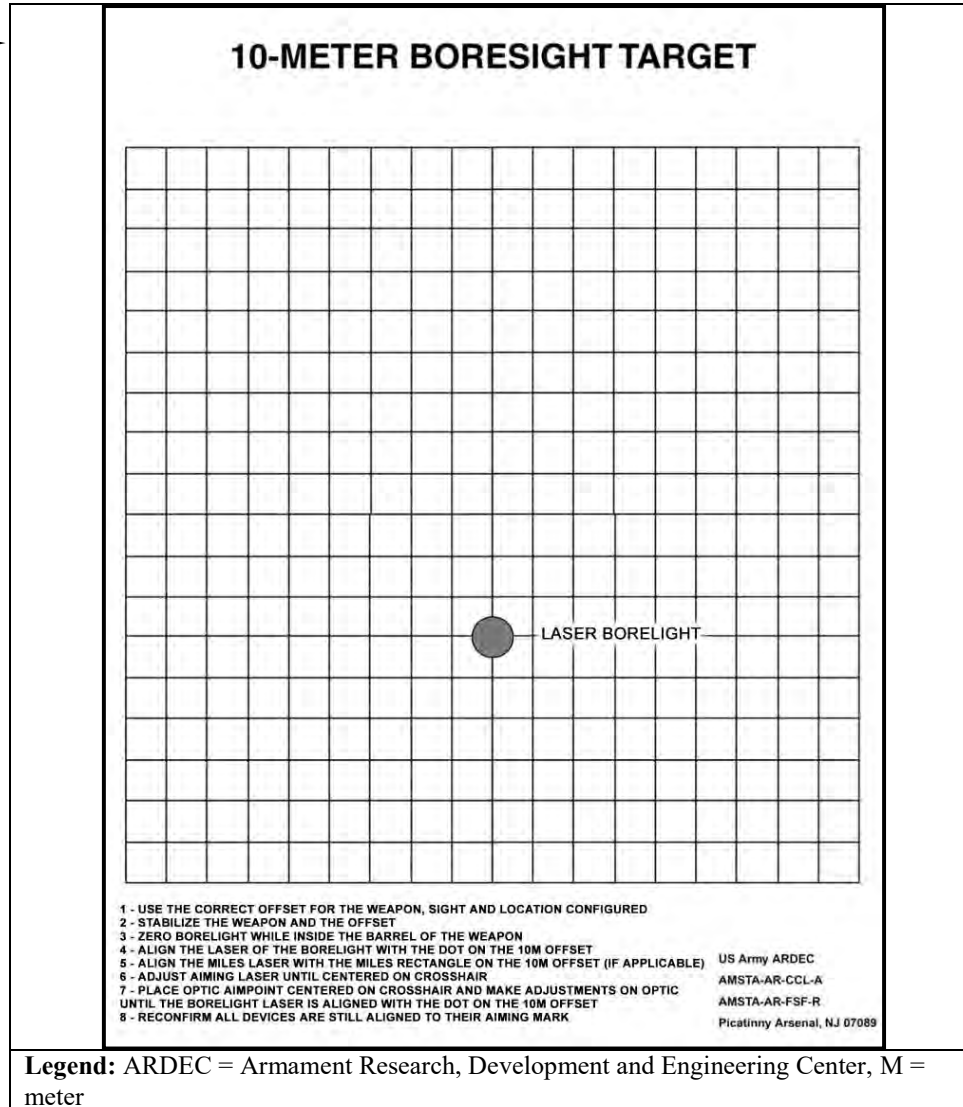 10-METER BORESIGHT TARGET
LASER BORELIGHT
1 - USE THE CORRECT OFFSET FOR THE WEAPON, SIGHT AND LOCATION CONFIGURED
2 - STABILIZE THE WEAPON AND THE OFFSET
3 - ZERO BORELIGHT WHILE INSIDE THE BARREL OF THE WEAPON
4 - ALIGN THE LASER OF THE BORELIGHT WITH THE DOT ON THE 10M OFFSET
5 - ALIGN THE MILES LASER WITH THE MILES RECTANGLE ON THE 10M OFFSET (IF APPLICABLE)
6 - ADJUST AIMING LASER UNTIL CENTERED ON CROSSHAIR
7 - PLACE OPTIC AIMPOINT CENTERED ON CROSSHAIR AND MAKE ADJUSTMENTS ON OPTIC
UNTIL THE BORELIGHT LASER IS ALIGNED WITH THE DOT ON THE 10M OFFSET
8 - RECONFIRM ALL DEVICES ARE STILL ALIGNED TO THEIR AIMING MARK
US Army ARDEC
AMSTA-AR-CCL-A
AMSTA-AR-FSF-R
Picatinny Arsenal, NJ 07089
Legend: ARDEC = Armament Research, Development and Engineering Center, M =
meter